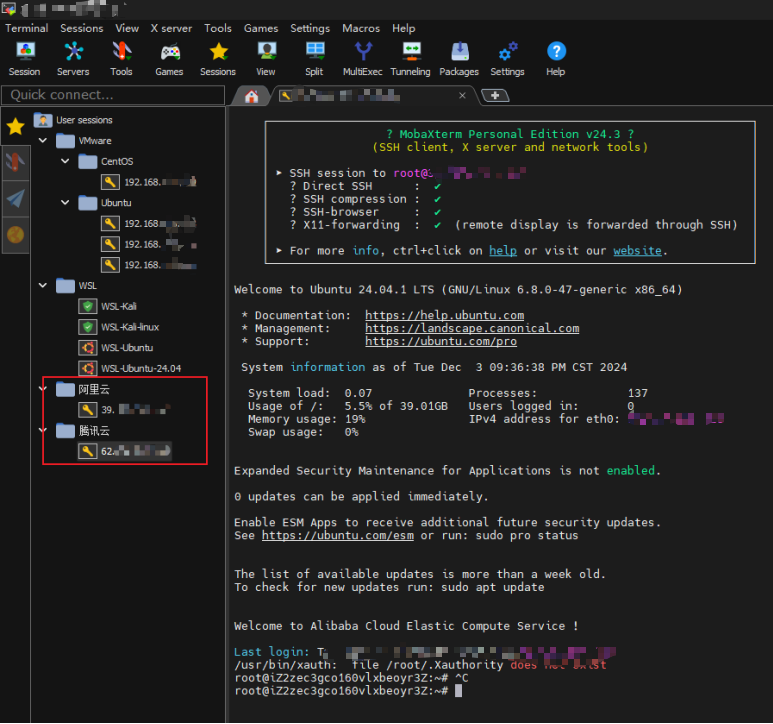 Terminal Sessions View X server Tools Games Settings Macros Help
Session Servers Tools Games Sessions View Split MultiExec Tunneling Packages Settings Help
Quick connect...
User sessions
VMware
CentOS
192.168.
Ubuntu
192.168.
192.168.
192.168.
WSL
WSL-Kali
WSL-Kali-linux
WSL-Ubuntu
WSL-Ubuntu-24.04
阿里云
39.
腾讯云
62.
? MobaXterm Personal Edition v24.3 ?
(SSH client, X server and network tools)
➤ SSH session to root@
? Direct SSH : ✔
? SSH compression : ✔
? SSH-browser : ✔
? X11-forwarding : ✔ (remote display is forwarded through SSH)
➤ For more info, ctrl+click on help or visit our website.
Welcome to Ubuntu 24.04.1 LTS (GNU/Linux 6.8.0-47-generic x86_64)
* Documentation: https://help.ubuntu.com
* Management: https://landscape.canonical.com
* Support: https://ubuntu.com/pro
System information as of Tue Dec 3 09:36:38 PM CST 2024
System load: 0.07 Processes: 137
Usage of /: 5.5% of 39.01GB Users logged in: 0
Memory usage: 19% IPv4 address for eth0:
Swap usage: 0%
Expanded Security Maintenance for Applications is not enabled.
0 updates can be applied immediately.
Enable ESM Apps to receive additional future security updates.
See https://ubuntu.com/esm or run: sudo pro status
The list of available updates is more than a week old.
To check for new updates run: sudo apt update
Welcome to Alibaba Cloud Elastic Compute Service !
Last login:
/usr/bin/xauth: file /root/.Xauthority does not exist
root@iZ2zec3gco160vlxbeoyr3Z:~# ^C
root@iZ2zec3gco160vlxbeoyr3Z:~#